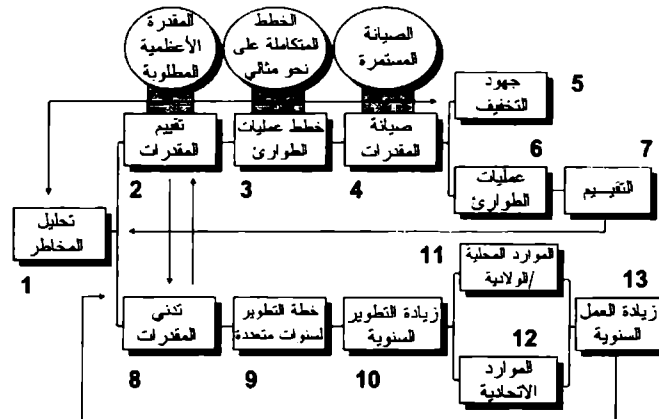 المقدرة
الأعظمية
المطلوبة
الخطط
المتكاملة على
نحو مثالي
الصيانة
المستمرة
تقييم
المقدرات
2
خطط عمليات
الطوارئ
3
صيانة
المقدرات
4
جهود
التخفيف
5
عمليات
الطوارئ
6
التقييـــم
7
تحليل
المخاطر
1
تدني
المقدرات
8
خطة التطوير
لسنوات متعددة
9
زيادة التطوير
السنوية
10
الموارد المحلية
/الولادية
11
الموارد
الاتحادية
12
زيادة العمل
السنوية
13